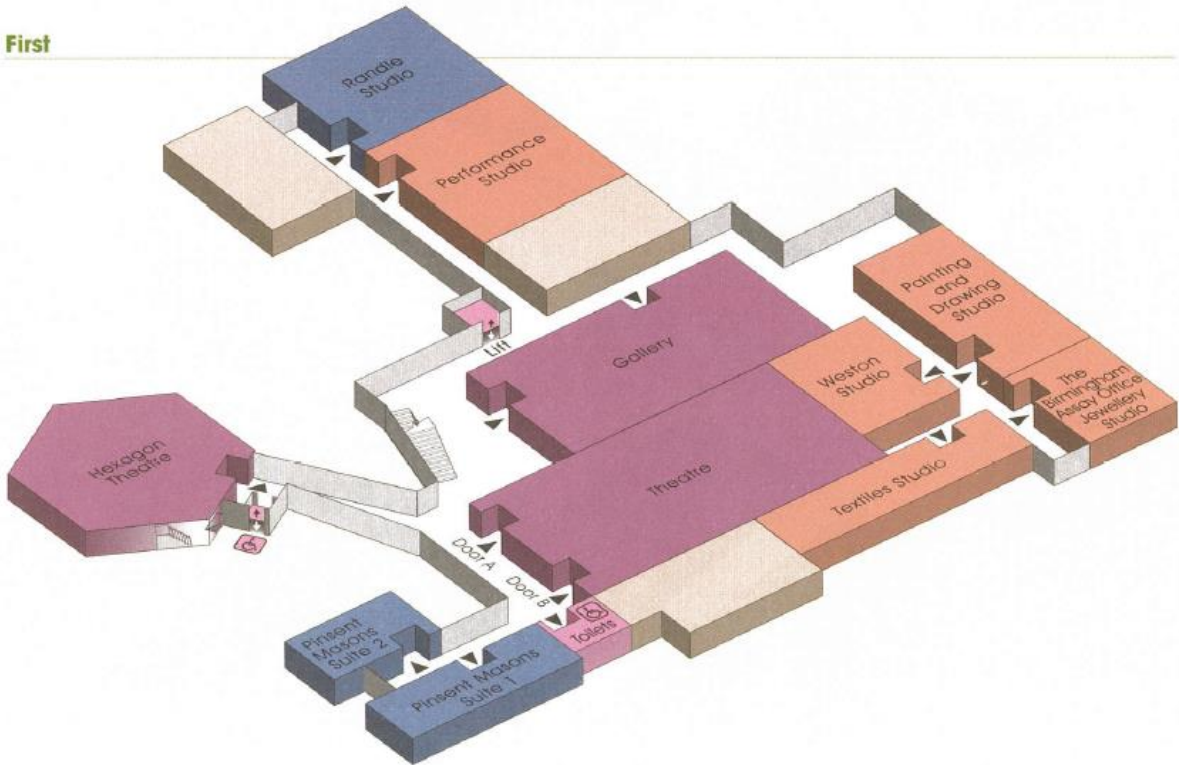 First
Randle
Studio
Performance
Studio
Painting
and
Drawing
Studio
Lift
Gallery
Weston
Studio
The
Birmingham
Assay Office
Jewellery
Studio
Hexagon
Theatre
Theatre
Textiles Studio
Door A
Door B
Toilets
Pinsent
Masons
Suite 2
Pinsent Masons
Suite 1